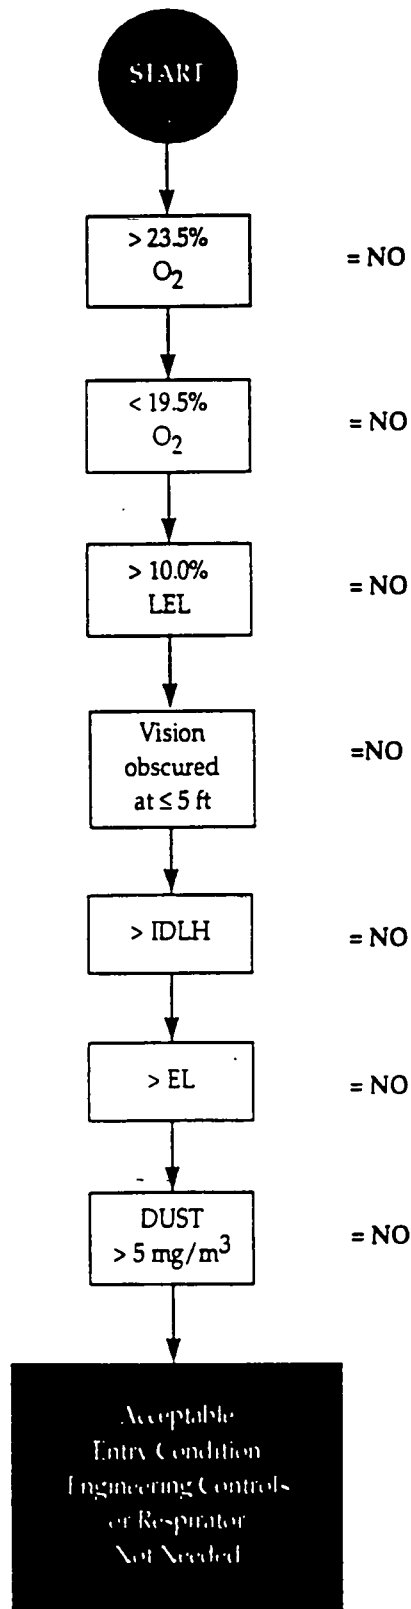 START
> 23.5%
O2
= NO
< 19.5%
O2
= NO
> 10.0%
LEL
= NO
Vision
obscured
at ≤ 5 ft
=NO
> IDLH
= NO
> EL
= NO
DUST
> 5 mg/m³
= NO
Acceptable
Entry Condition
Engineering Controls
or Respirator
Not Needed